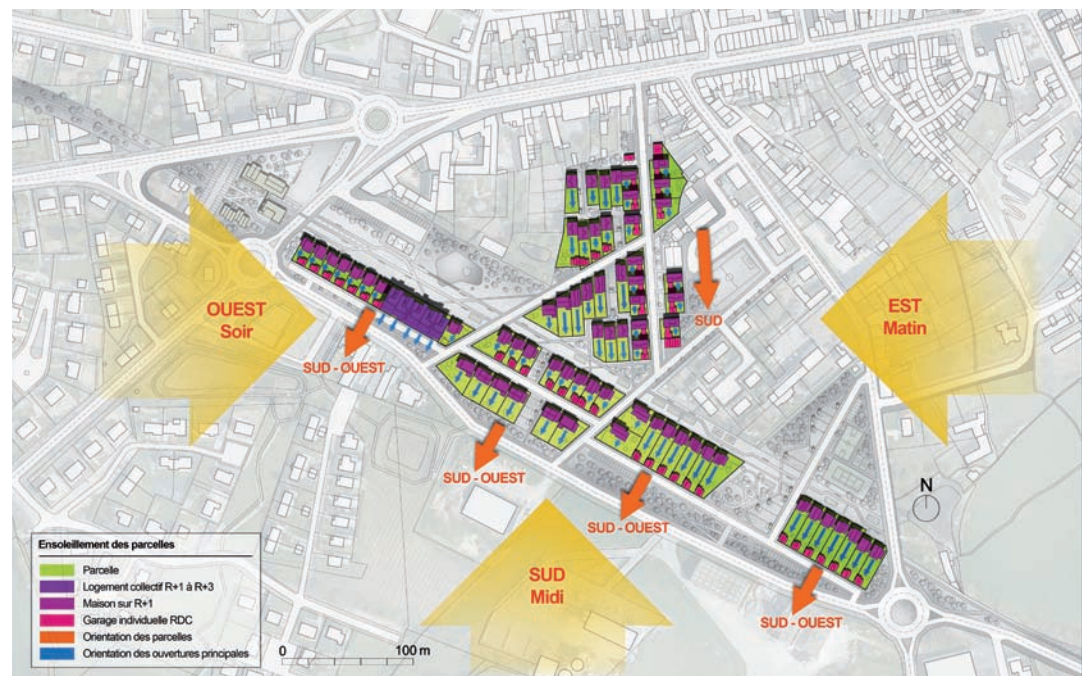 OUEST
Soir
EST
Matin
SUD
SUD - OUEST
SUD - OUEST
N
SUD - OUEST
SUD
Midi
SUD - OUEST
Ensoleillement des parcelles
Parcelle
Logement collectif R+1 à R+3
Maison sur R+1
Garage individuelle RDC
Orientation des parcelles
Orientation des ouvertures principales
0 100 m